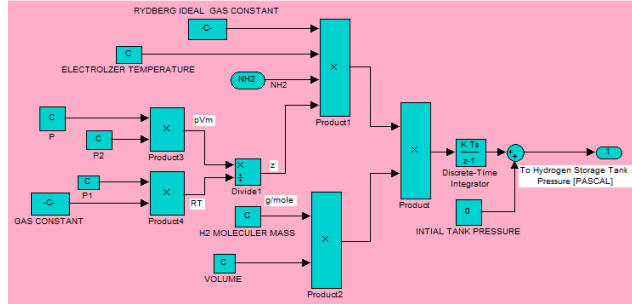 RYDBERG IDEAL GAS CONSTANT
-C-
C
ELECTROLZER TEMPERATURE
NH2
NH2
×
Product1
P
C
C
P2
×
Product3
pVm
×
÷
Divide1
z
C
P1
-C-
GAS CONSTANT
×
Product4
RT
g/mole
C
H2 MOLECULER MASS
C
VOLUME
×
Product2
×
Product
K Ts
z-1
Discrete-Time
Integrator
+
+
1
To Hydrogen Storage Tank
Pressure [PASCAL]
0
INTIAL TANK PRESSURE